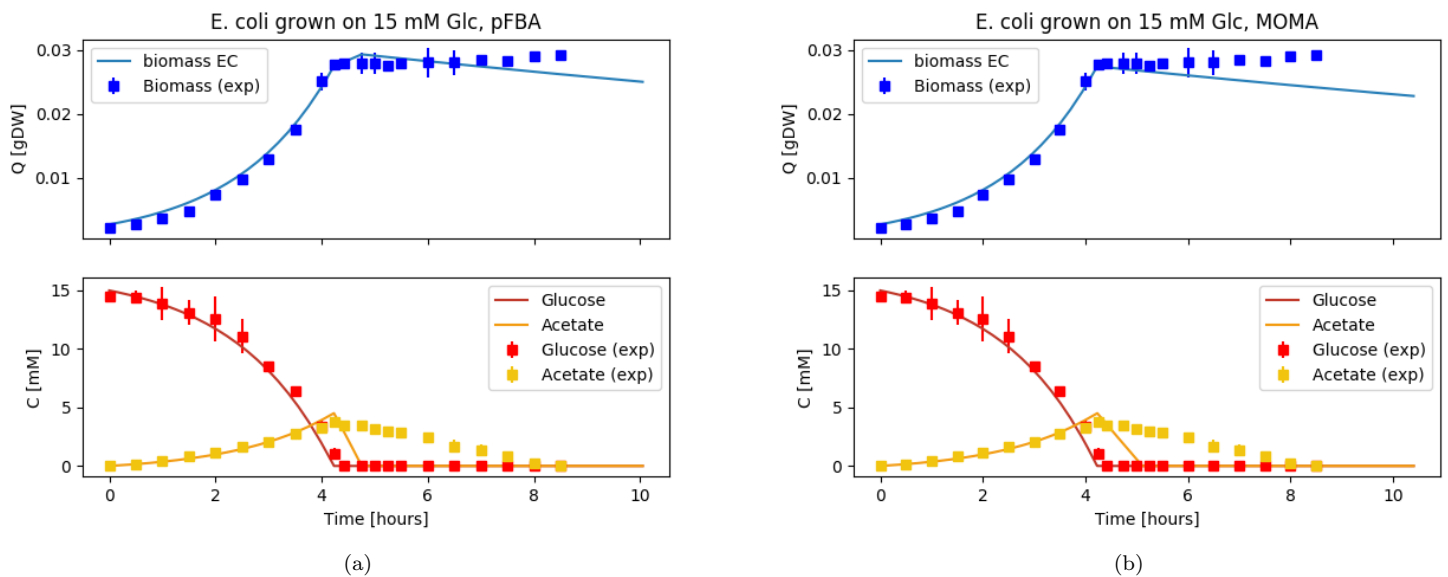 E. coli grown on 15 mM Glc, pFBA
0.03
0.02
0.01
Q [gDW]
biomass EC
Biomass (exp)
15
10
5
0
C [mM]
Glucose
Acetate
Glucose (exp)
Acetate (exp)
0 2 4 6 8 10
Time [hours]
(a)
E. coli grown on 15 mM Glc, MOMA
0.03
0.02
0.01
Q [gDW]
biomass EC
Biomass (exp)
15
10
5
0
C [mM]
Glucose
Acetate
Glucose (exp)
Acetate (exp)
0 2 4 6 8 10
Time [hours]
(b)